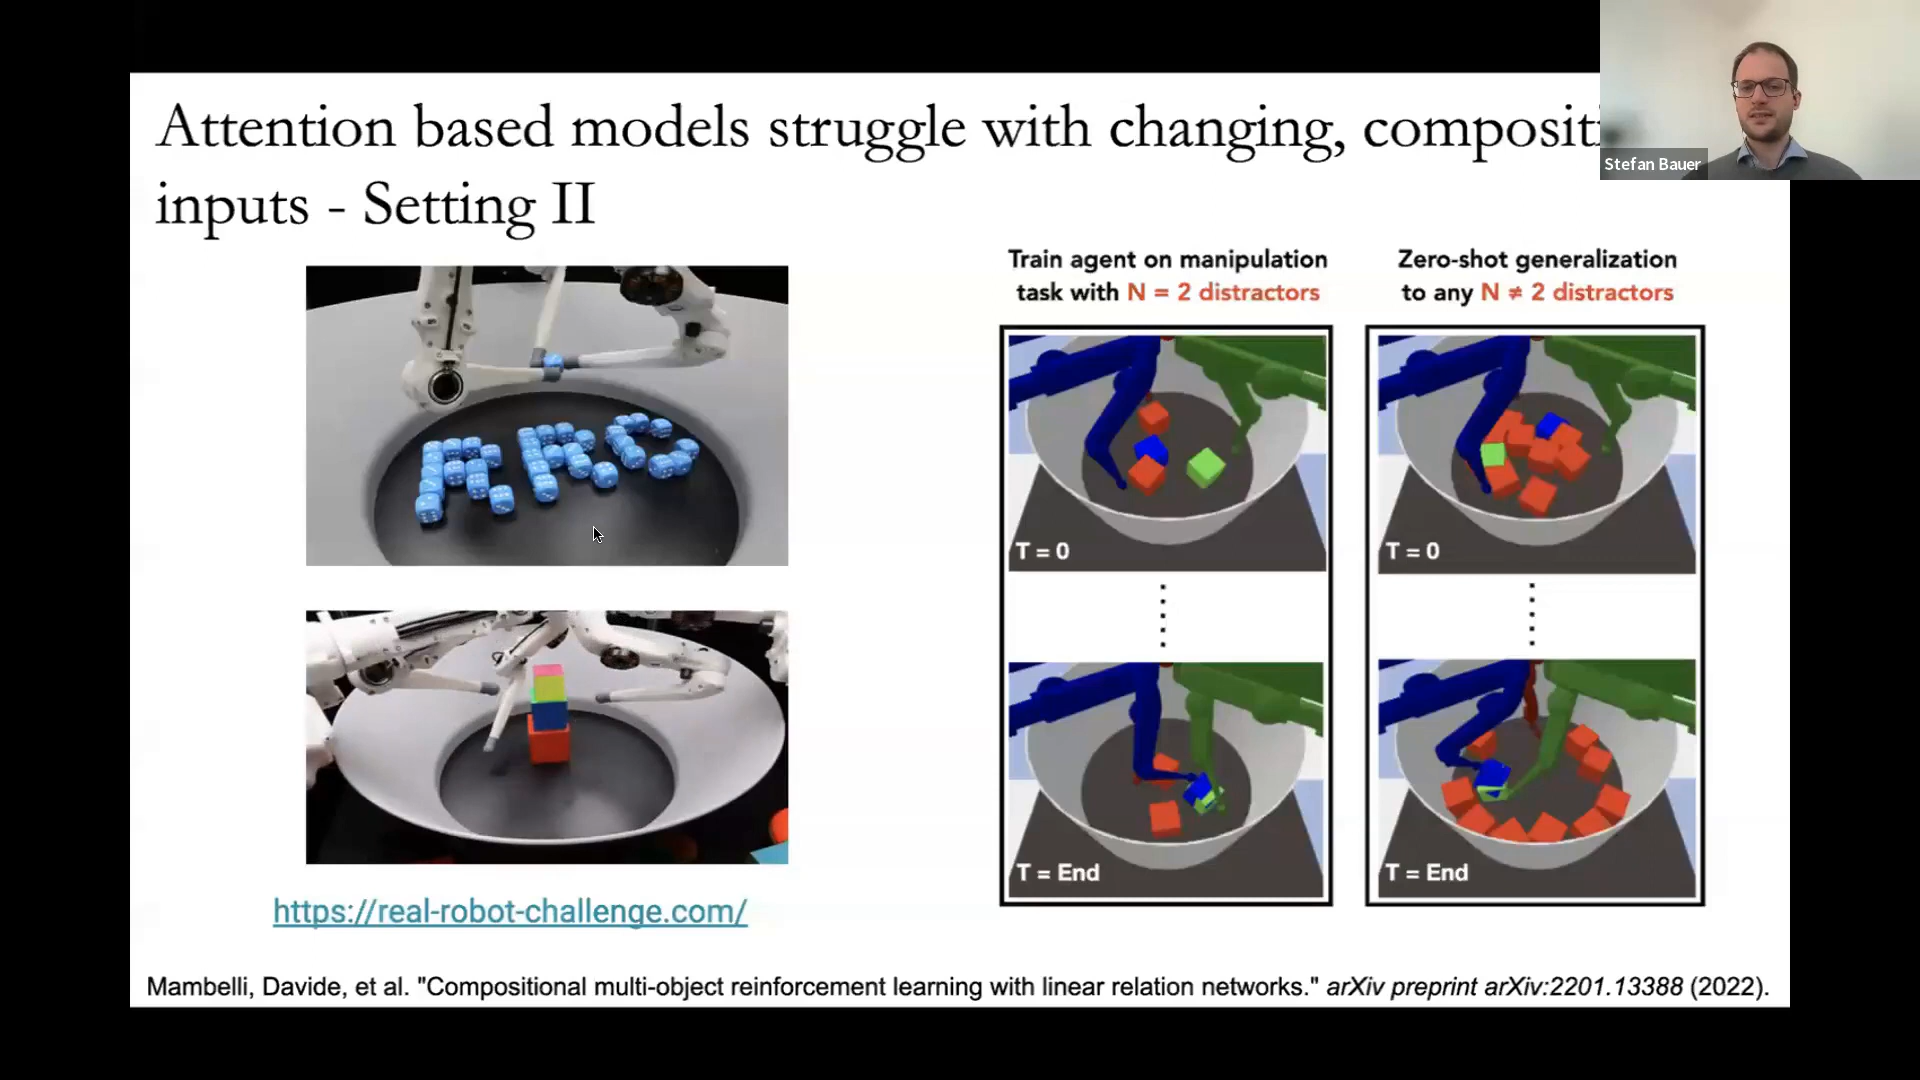 Attention based models struggle with changing,
inputs - Setting II
Stefan Bauer
Train agent on manipulation
task with N = 2 distractors
Zero-shot generalization
to any N ≠ 2 distractors
T = 0
T = 0
T = End
T = End
https://real-robot-challenge.com/
Mambelli, Davide, et al. "Compositional multi-object reinforcement learning with linear relation networks." arXiv preprint arXiv:2201.13388 (2022).